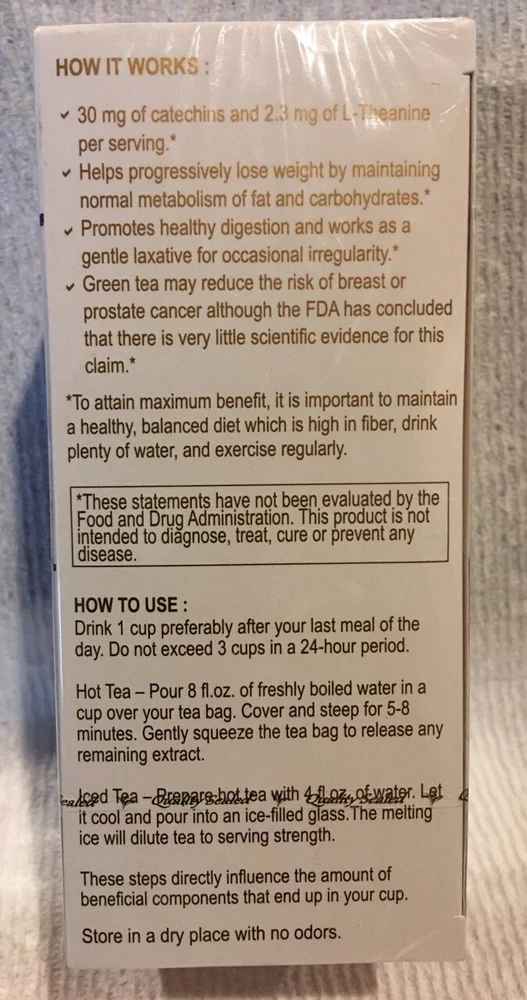 HOW IT WORKS :
✓ 30 mg of catechins and 2.3 mg of L-Theanine
per serving.*
✓ Helps progressively lose weight by maintaining
normal metabolism of fat and carbohydrates.*
✓ Promotes healthy digestion and works as a
gentle laxative for occasional irregularity.*
✓ Green tea may reduce the risk of breast or
prostate cancer although the FDA has concluded
that there is very little scientific evidence for this
claim.*
*To attain maximum benefit, it is important to maintain
a healthy, balanced diet which is high in fiber, drink
plenty of water, and exercise regularly.
*These statements have not been evaluated by the
Food and Drug Administration. This product is not
intended to diagnose, treat, cure or prevent any
disease.
HOW TO USE :
Drink 1 cup preferably after your last meal of the
day. Do not exceed 3 cups in a 24-hour period.
Hot Tea – Pour 8 fl.oz. of freshly boiled water in a
cup over your tea bag. Cover and steep for 5-8
minutes. Gently squeeze the tea bag to release any
remaining extract.
Iced Tea – Prepare hot tea with 4 fl.oz. of water. Let
Sealed Quality Sealed Quality Sealed
it cool and pour into an ice-filled glass.The melting
ice will dilute tea to serving strength.
These steps directly influence the amount of
beneficial components that end up in your cup.
Store in a dry place with no odors.